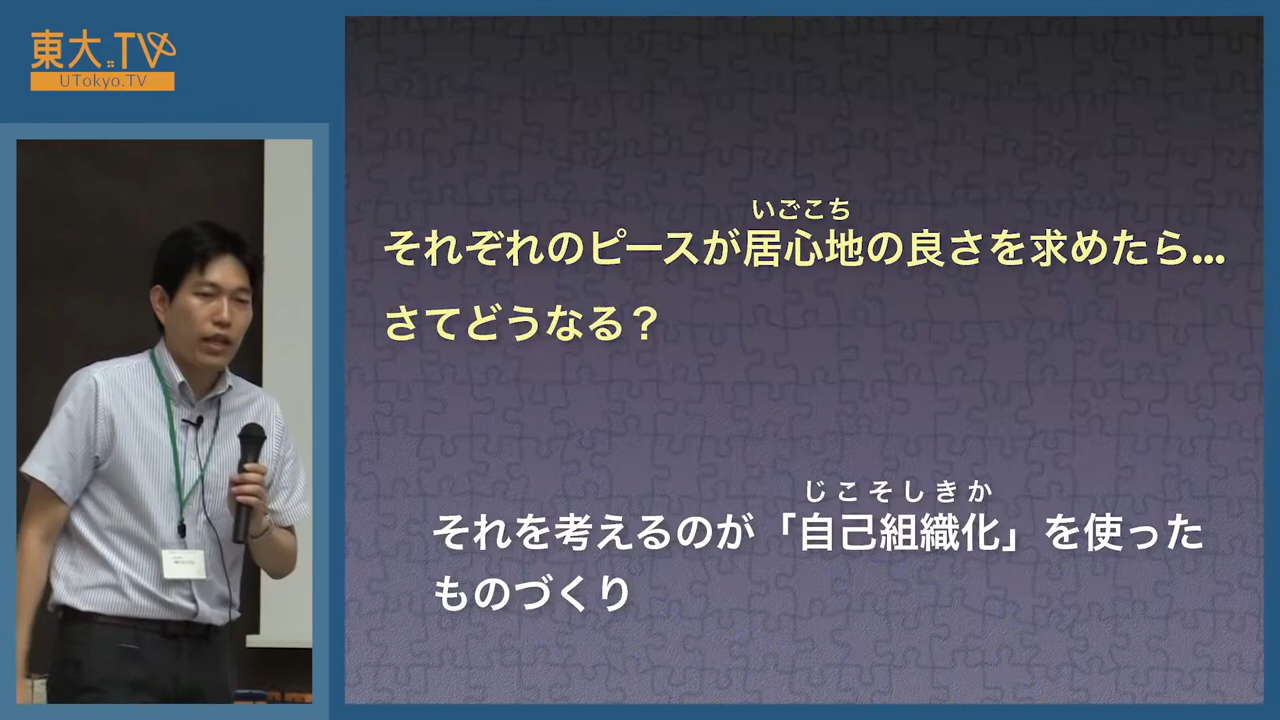 東大.TV
UTokyo.TV
いごこち
それぞれのピースが居心地の良さを求めたら...
さてどうなる？
じこそしきか
それを考えるのが「自己組織化」を使った
ものづくり